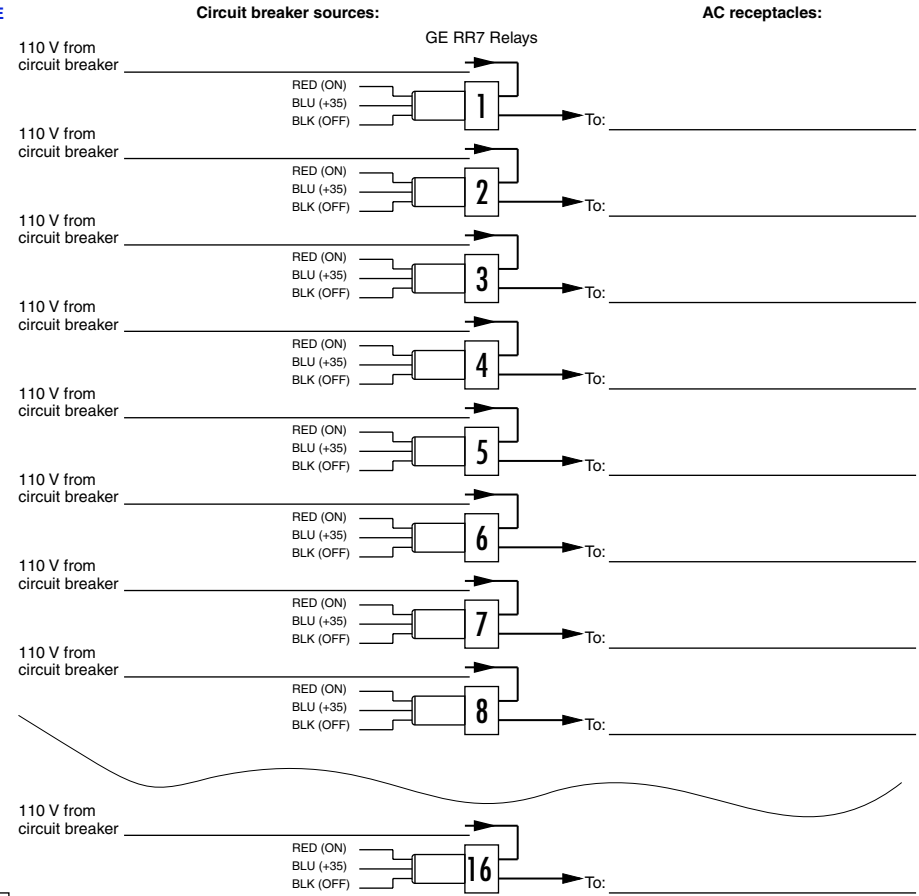 E
Circuit breaker sources:
AC receptacles:
GE RR7 Relays
110 V from
circuit breaker
RED (ON)
BLU (+35)
BLK (OFF)
1
To:
110 V from
circuit breaker
RED (ON)
BLU (+35)
BLK (OFF)
2
To:
110 V from
circuit breaker
RED (ON)
BLU (+35)
BLK (OFF)
3
To:
110 V from
circuit breaker
RED (ON)
BLU (+35)
BLK (OFF)
4
To:
110 V from
circuit breaker
RED (ON)
BLU (+35)
BLK (OFF)
5
To:
110 V from
circuit breaker
RED (ON)
BLU (+35)
BLK (OFF)
6
To:
110 V from
circuit breaker
RED (ON)
BLU (+35)
BLK (OFF)
7
To:
110 V from
circuit breaker
RED (ON)
BLU (+35)
BLK (OFF)
8
To:
110 V from
circuit breaker
RED (ON)
BLU (+35)
BLK (OFF)
16
To: